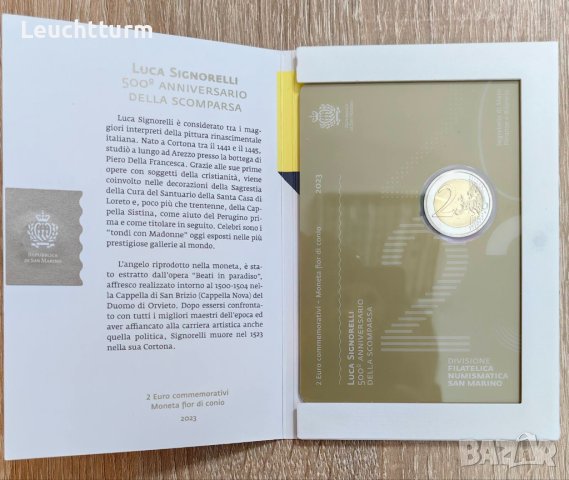 Leuchtturm
LUCA SIGNORELLI
500º ANNIVERSARIO
DELLA SCOMPARSA
Luca Signorelli è considerato tra i mag-
giori interpreti della pittura rinascimentale
italiana. Nato a Cortona tra il 1441 e il 1445,
studiò a lungo ad Arezzo presso la bottega di
Piero Della Francesca. Grazie alle sue prime
opere con soggetti della cristianità, viene
coinvolto nelle decorazioni della Sagrestia
della Cura del Santuario della Santa Casa di
Loreto e, poco più che trentenne, della Cap-
pella Sistina, come aiuto del Perugino pri-
ma e come titolare in seguito. Celebri sono i
"tondi con Madonne" oggi esposti nelle più
prestigiose gallerie al mondo.
L'angelo riprodotto nella moneta, è sta-
to estratto dall'opera "Beati in paradiso",
affresco realizzato intorno al 1500-1504 nel-
la Cappella di San Brizio (Cappella Nova) del
Duomo di Orvieto. Dopo essersi confronta-
to con tutti i migliori maestri dell'epoca ed
aver affiancato alla carriera artistica anche
quella politica, Signorelli muore nel 1523
nella sua Cortona.
2 Euro commemorativi
Moneta fior di conio
2023
REPUBBLICA
DI SAN MARINO
2 Euro commemorativi – Moneta fior di conio
2023
LUCA SIGNORELLI
500º ANNIVERSARIO
DELLA SCOMPARSA
2
DIVISIONE
FILATELICA
NUMISMATICA
SAN MARINO
BAZAR